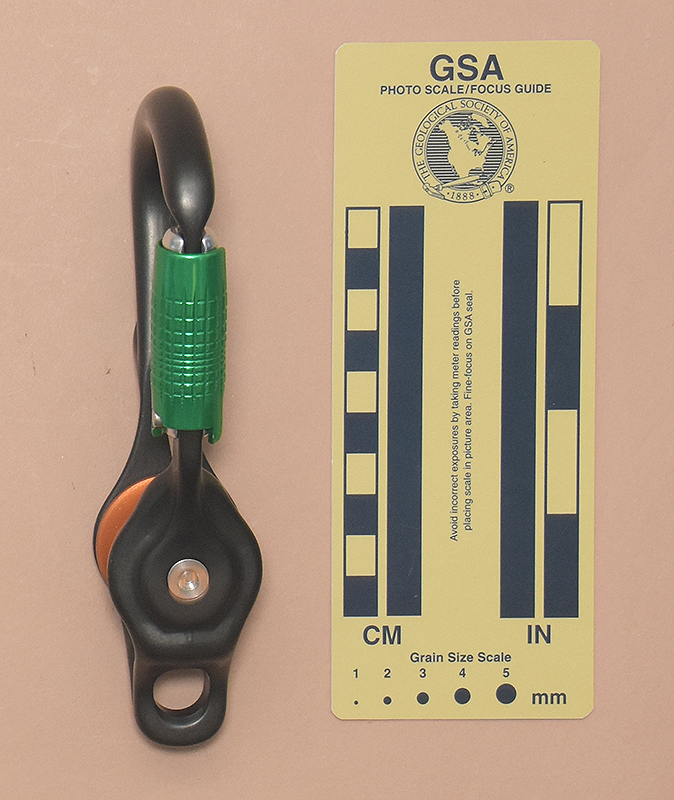 GSA
PHOTO SCALE/FOCUS GUIDE
THE GEOLOGICAL SOCIETY OF AMERICA
·1888·
®
Avoid incorrect exposures by taking meter readings before
placing scale in picture area. Fine-focus on GSA seal.
CM IN
Grain Size Scale
1 2 3 4 5
mm